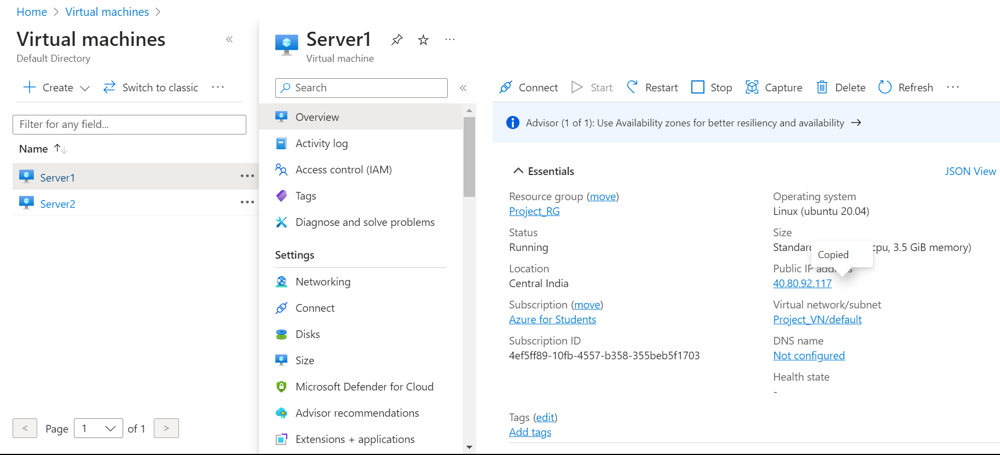 Home > Virtual machines >
Virtual machines «
Default Directory
Create
Switch to classic ...
Filter for any field...
Name ↑↓
Server1 ...
Server2 ...
< Page 1 of 1 >
Server1 ...
Virtual machine
Search «
Overview
Activity log
Access control (IAM)
Tags
Diagnose and solve problems
Settings
Networking
Connect
Disks
Size
Microsoft Defender for Cloud
Advisor recommendations
Extensions + applications
Connect Start Restart Stop Capture Delete Refresh ...
Advisor (1 of 1): Use Availability zones for better resiliency and availability →
Essentials
JSON View
Resource group (move)
Project_RG
Status
Running
Location
Central India
Subscription (move)
Azure for Students
Subscription ID
4ef5ff89-10fb-4557-b358-355beb5f1703
Operating system
Linux (ubuntu 20.04)
Size
3.5 GiB memory)
Copied
Public IP
40.80.92.117
Virtual network/subnet
Project_VN/default
DNS name
Not configured
Health state
-
Tags (edit)
Add tags